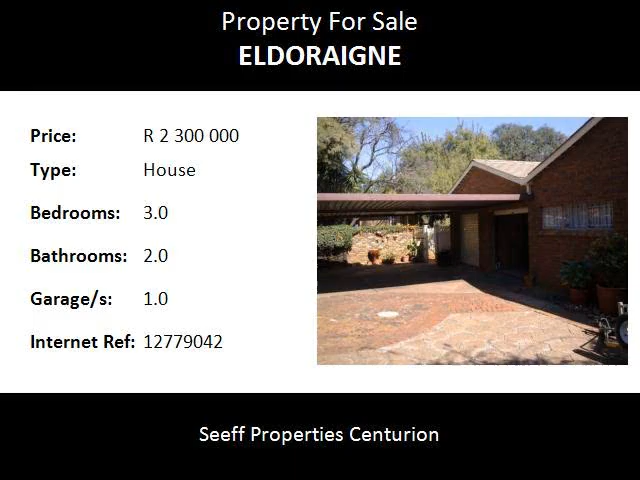 Property For Sale
ELDORAIGNE
Price: R 2 300 000
Type: House
Bedrooms: 3.0
Bathrooms: 2.0
Garage/s: 1.0
Internet Ref: 12779042
Seeff Properties Centurion